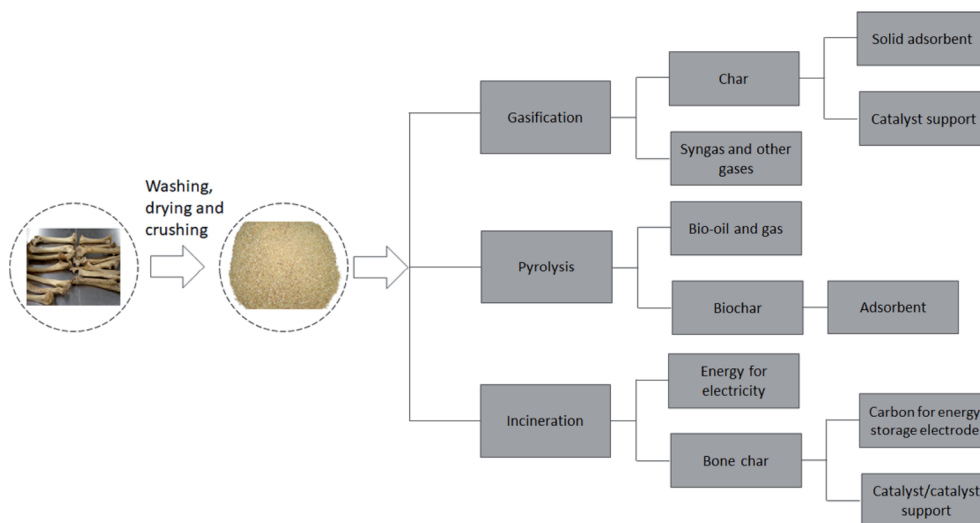 Washing,
drying and
crushing
Gasification
Char
Solid adsorbent
Catalyst support
Syngas and other
gases
Pyrolysis
Bio-oil and gas
Biochar
Adsorbent
Incineration
Energy for
electricity
Bone char
Carbon for energy
storage electrode
Catalyst/catalyst
support